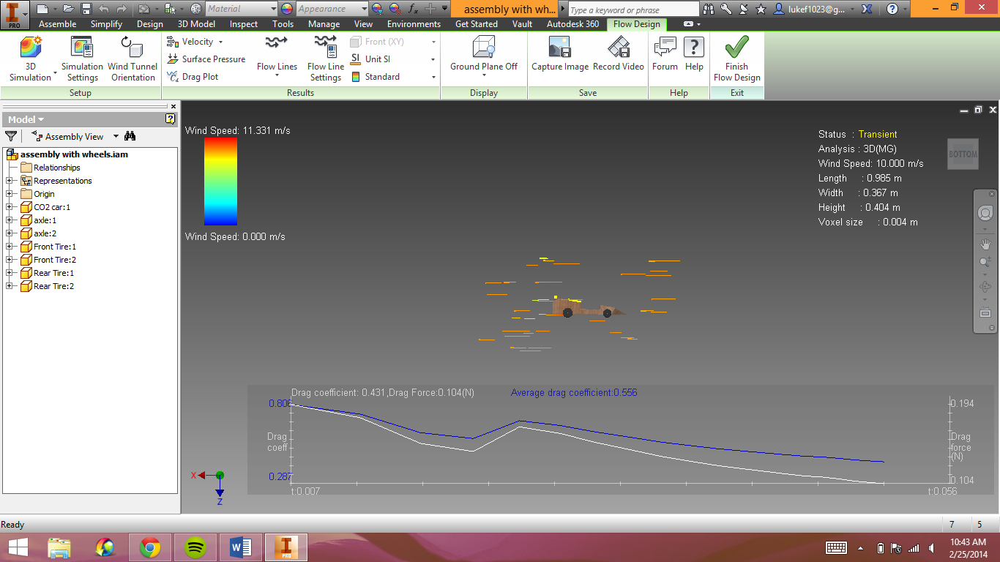 I PRO
Material
Appearance
assembly with wh...
Type a keyword or phrase
lukef1023@g...
Assemble Simplify Design 3D Model Inspect Tools Manage View Environments Get Started Vault Autodesk 360 Flow Design
3D Simulation
Simulation Settings
Wind Tunnel Orientation
Setup
Velocity
Surface Pressure
Drag Plot
Flow Lines
Flow Line Settings
Front (XY)
Unit SI
Standard
Results
Ground Plane Off
Display
Capture Image
Record Video
Save
Forum
Help
Help
Finish Flow Design
Exit
Model
Assembly View
assembly with wheels.iam
Relationships
Representations
Origin
CO2 car:1
axle:1
axle:2
Front Tire:1
Front Tire:2
Rear Tire:1
Rear Tire:2
Wind Speed: 11.331 m/s
Wind Speed: 0.000 m/s
Status : Transient
Analysis : 3D(MG)
Wind Speed: 10.000 m/s
Length : 0.985 m
Width : 0.367 m
Height : 0.404 m
Voxel size : 0.004 m
BOTTOM
Drag coefficient: 0.431,Drag Force:0.104(N)
Average drag coefficient:0.556
0.806
Drag coeff
0.287
0.194
Drag force (N)
0.104
t:0.007
t:0.056
X
Z
Ready
7 5
PRO
10:43 AM
2/25/2014